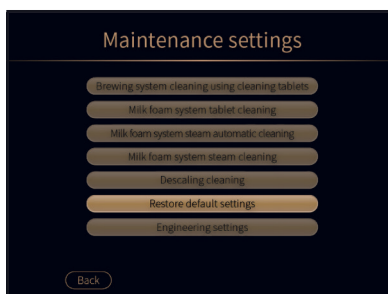 Maintenance settings
Brewing system cleaning using cleaning tablets
Milk foam system tablet cleaning
Milk foam system steam automatic cleaning
Milk foam system steam cleaning
Descaling cleaning
Restore default settings
Engineering settings
Back